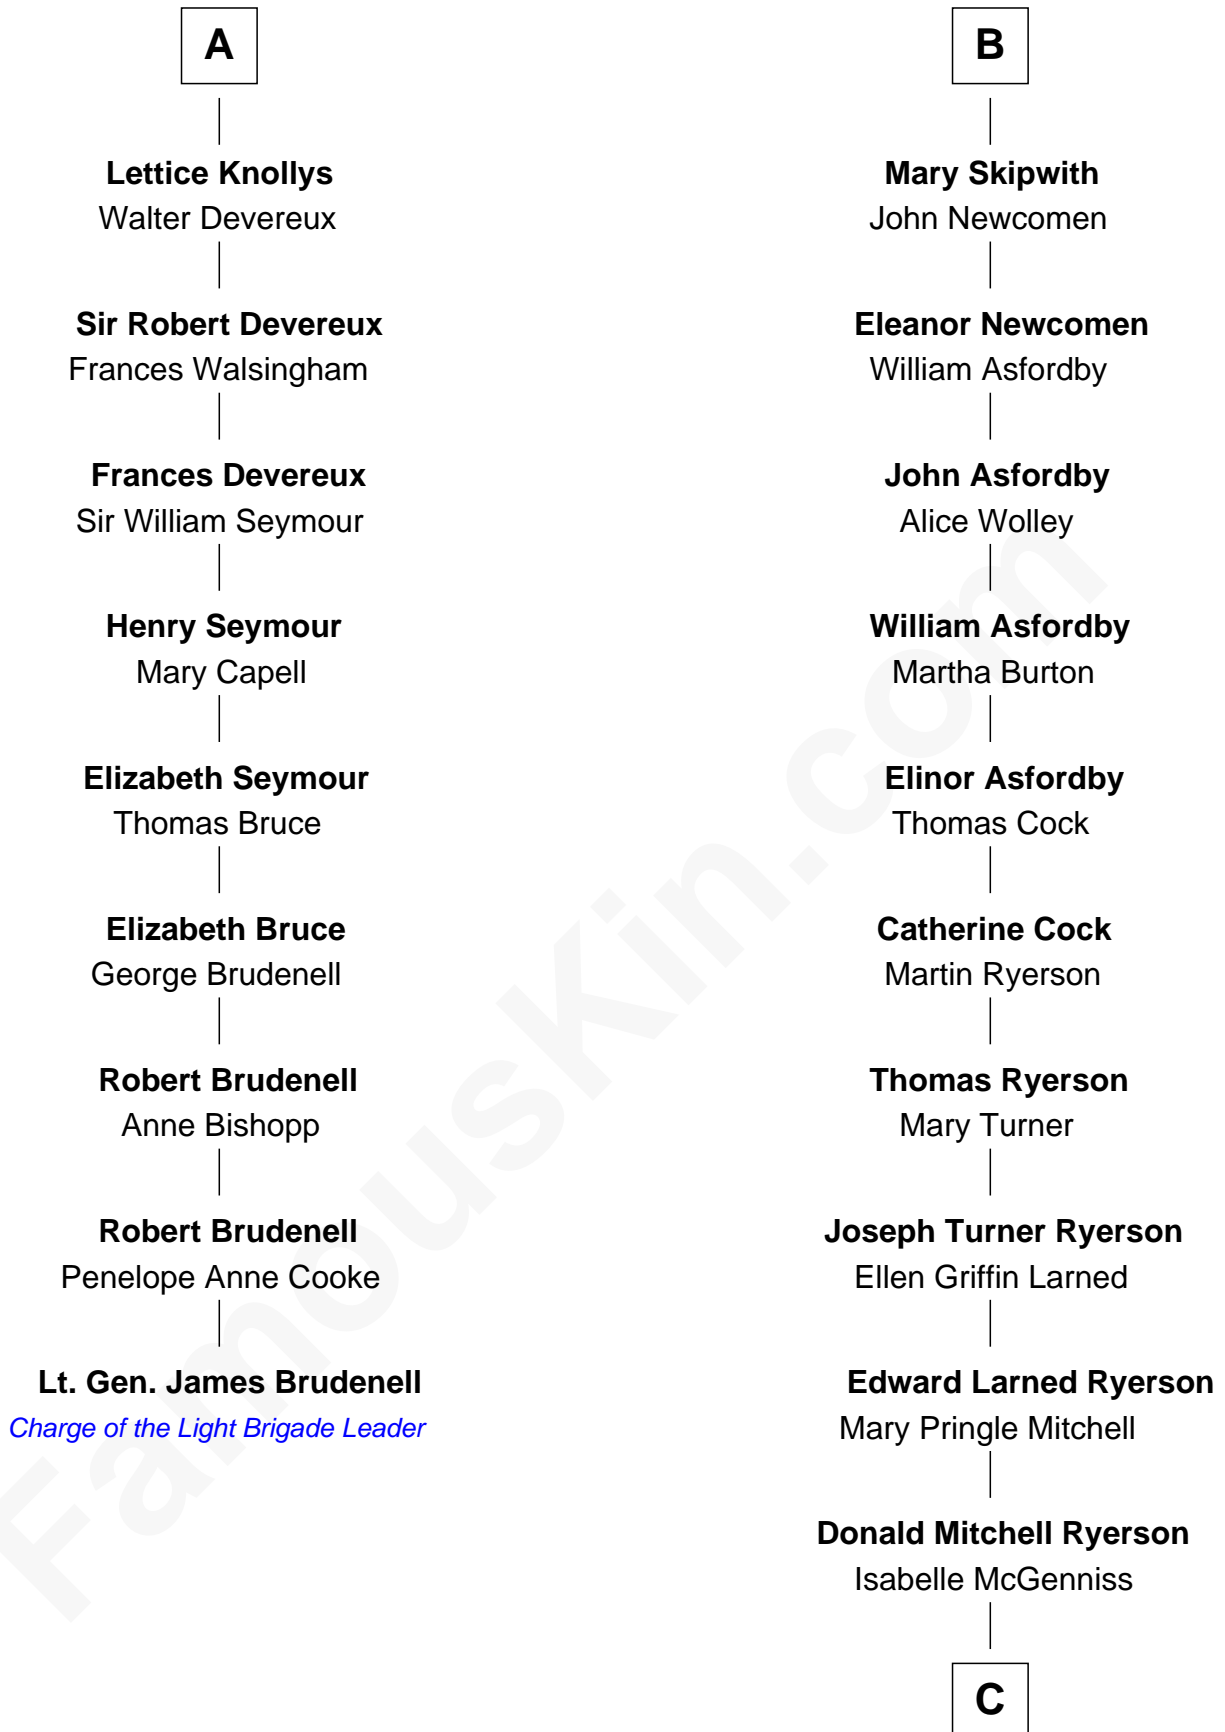 A
Lettice Knollys
Walter Devereux
Sir Robert Devereux
Frances Walsingham
Frances Devereux
Sir William Seymour
Henry Seymour
Mary Capell
Elizabeth Seymour
Thomas Bruce
Elizabeth Bruce
George Brudenell
Robert Brudenell
Anne Bishopp
Robert Brudenell
Penelope Anne Cooke
Lt. Gen. James Brudenell
Charge of the Light Brigade Leader
B
Mary Skipwith
John Newcomen
Eleanor Newcomen
William Asfordby
John Asfordby
Alice Wolley
William Asfordby
Martha Burton
Elinor Asfordby
Thomas Cock
Catherine Cock
Martin Ryerson
Thomas Ryerson
Mary Turner
Joseph Turner Ryerson
Ellen Griffin Larned
Edward Larned Ryerson
Mary Pringle Mitchell
Donald Mitchell Ryerson
Isabelle McGenniss
C
FamousKin.com